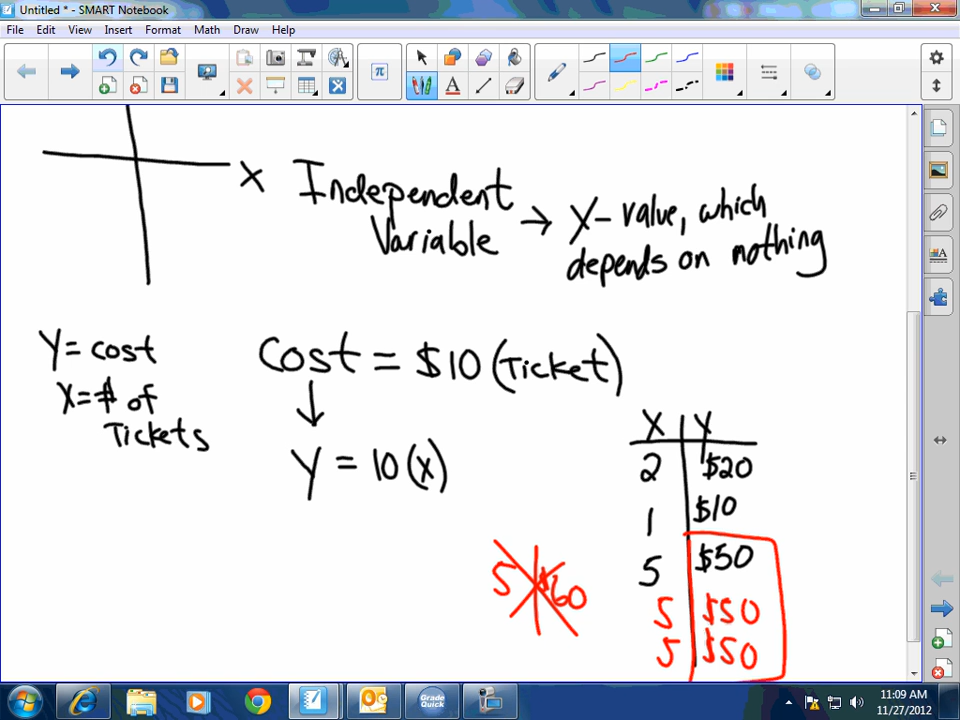 Untitled * - SMART Notebook
File Edit View Insert Format Math Draw Help
X Independent
Variable → X - value, which
depends on nothing
Y = cost
X = # of
Tickets
Cost = $10 (Ticket)
Y = 10 (x)
X Y
2 $20
1 $10
5 $50
5 $50
5 $50
5 $60
Grade
Quick
11:09 AM
11/27/2012